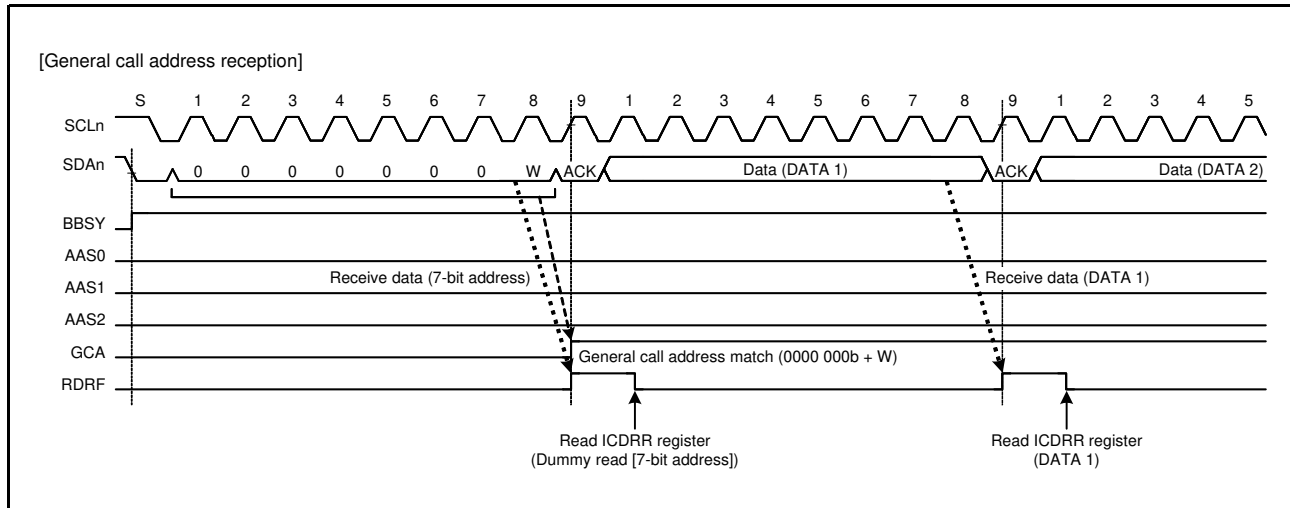 [General call address reception]
S 1 2 3 4 5 6 7 8 9 1 2 3 4 5 6 7 8 9 1 2 3 4 5
SCLn
SDAn 0 0 0 0 0 0 0 W ACK Data (DATA 1) ACK Data (DATA 2)
BBSY
AAS0
Receive data (7-bit address) Receive data (DATA 1)
AAS1
AAS2
GCA General call address match (0000 000b + W)
RDRF
Read ICDRR register Read ICDRR register
(Dummy read [7-bit address]) (DATA 1)